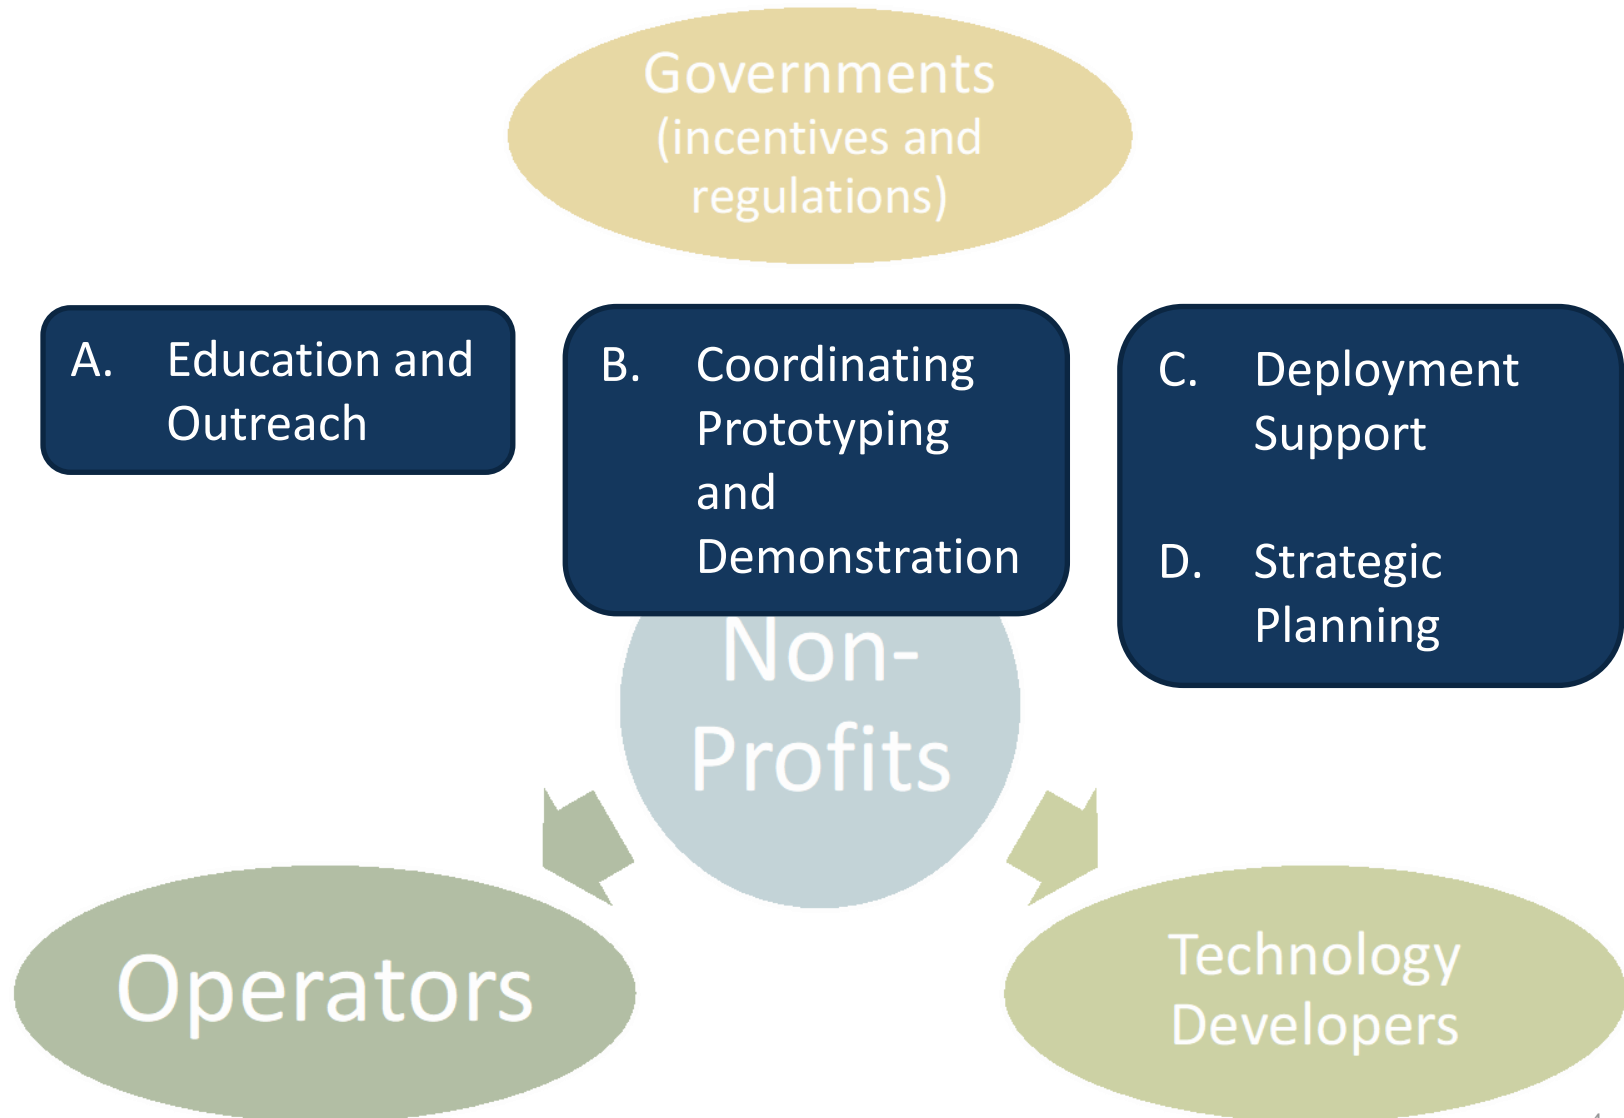 Governments
(incentives and
regulations)
A. Education and
Outreach
B. Coordinating
Prototyping
and
Demonstration
C. Deployment
Support
D. Strategic
Planning
Non-
Profits
Operators
Technology
Developers